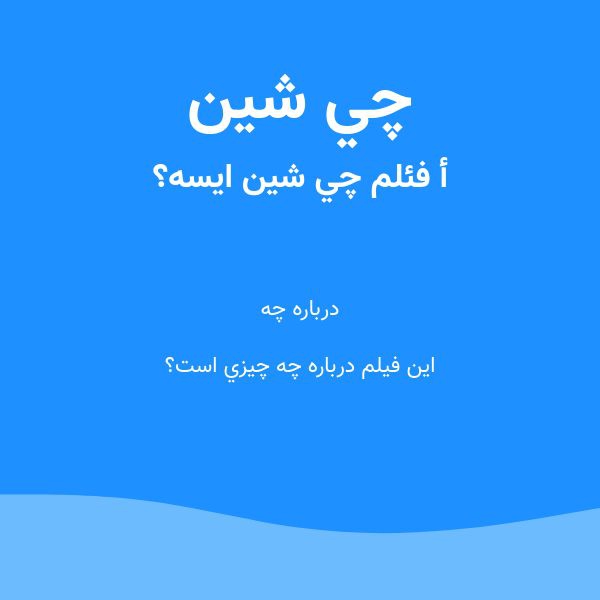 چي شين
أ فئلم چي شين ايسه؟
درباره چه
اين فيلم درباره چه چيزي است؟